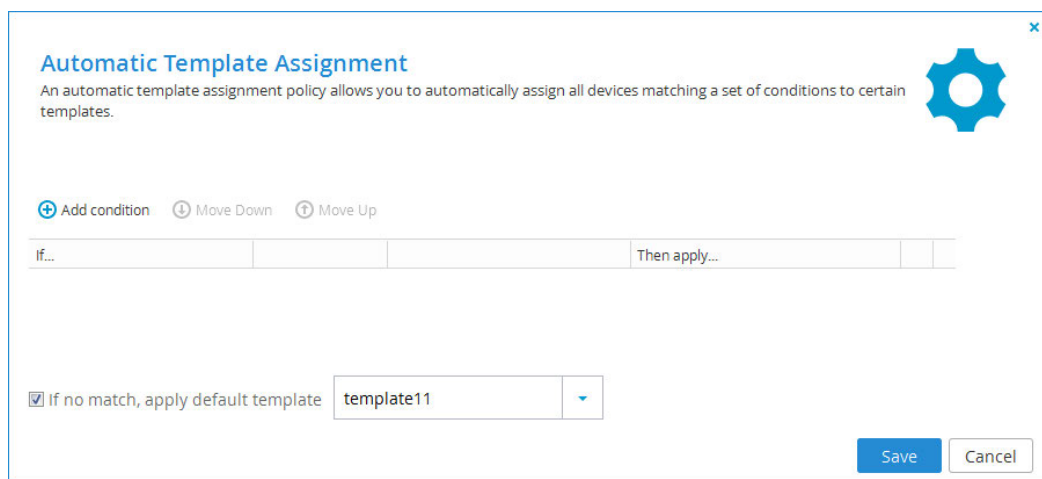 Automatic Template Assignment
An automatic template assignment policy allows you to automatically assign all devices matching a set of conditions to certain
templates.
Add condition Move Down Move Up
If... Then apply...
If no match, apply default template template11
Save Cancel